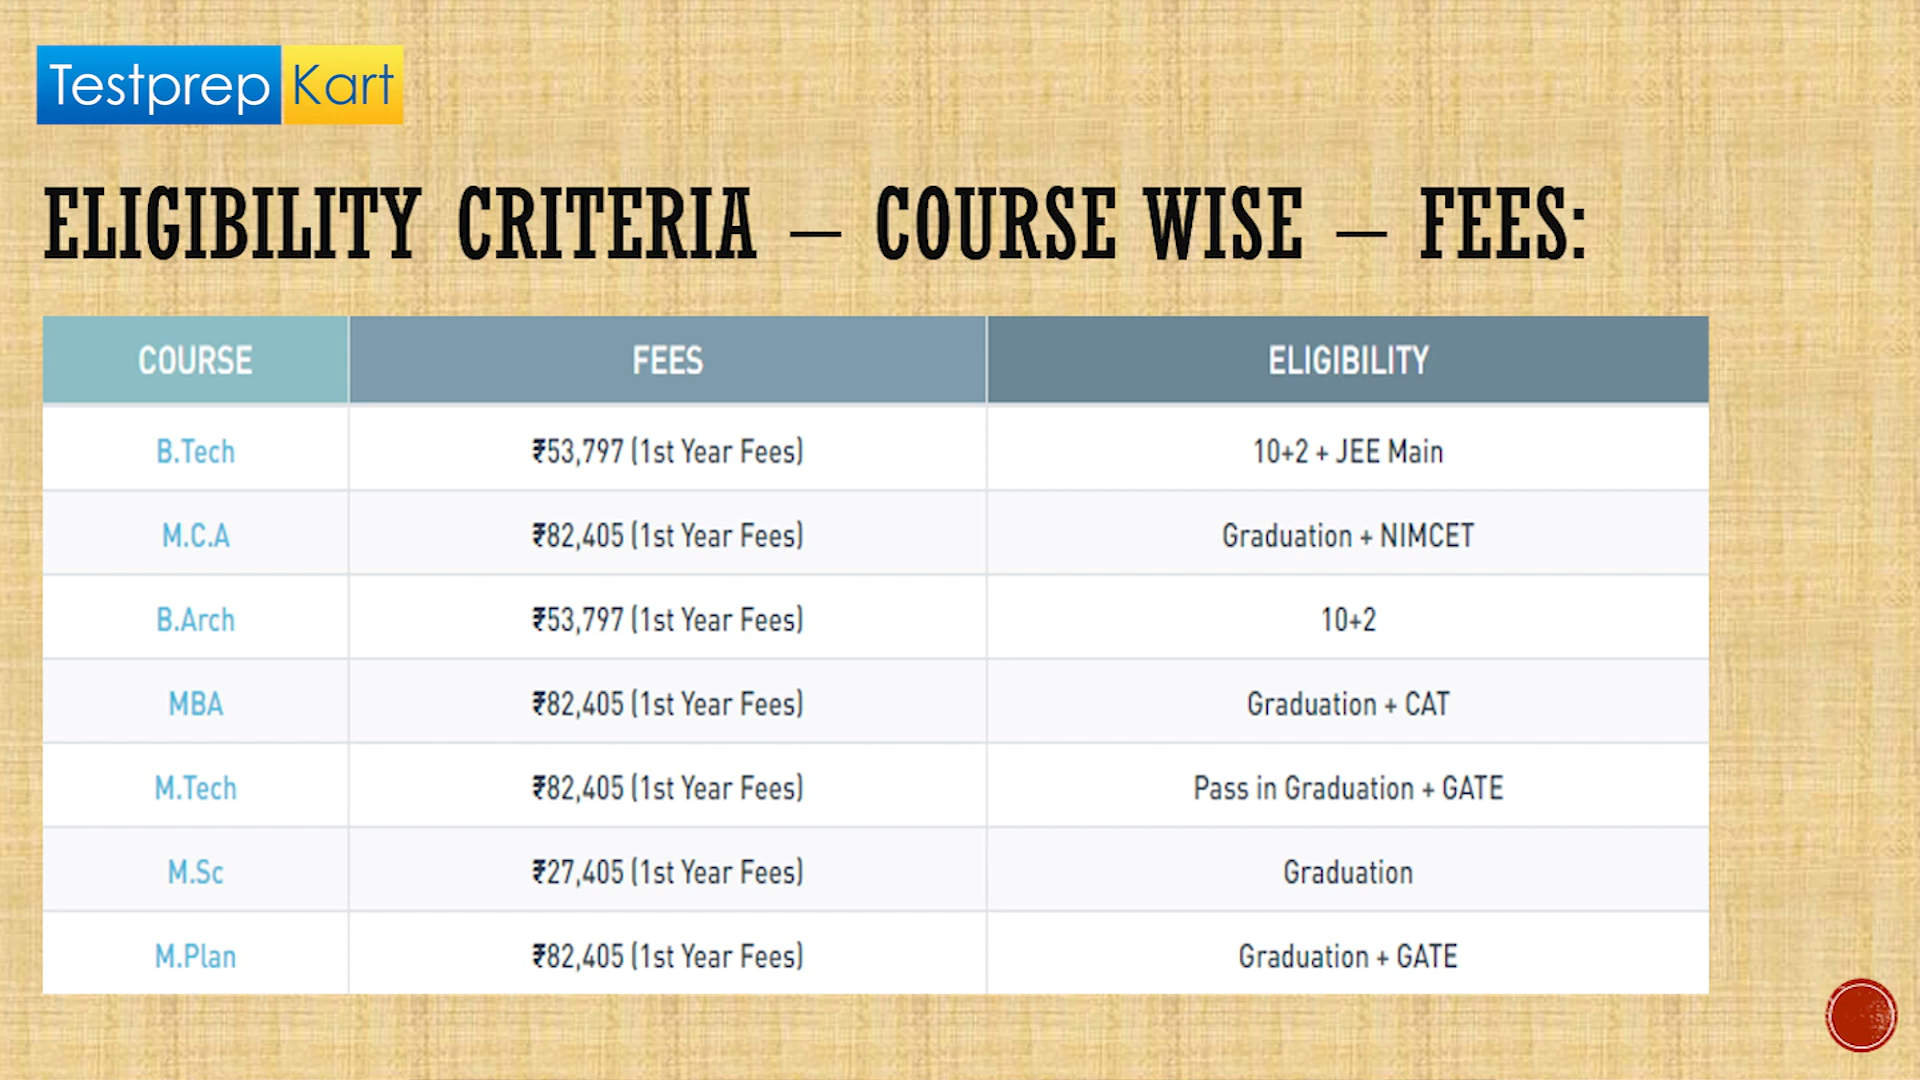 Testprep Kart
ELIGIBILITY CRITERIA – COURSE WISE – FEES:
COURSE FEES ELIGIBILITY
B.Tech ₹53,797 (1st Year Fees) 10+2 + JEE Main
M.C.A ₹82,405 (1st Year Fees) Graduation + NIMCET
B.Arch ₹53,797 (1st Year Fees) 10+2
MBA ₹82,405 (1st Year Fees) Graduation + CAT
M.Tech ₹82,405 (1st Year Fees) Pass in Graduation + GATE
M.Sc ₹27,405 (1st Year Fees) Graduation
M.Plan ₹82,405 (1st Year Fees) Graduation + GATE